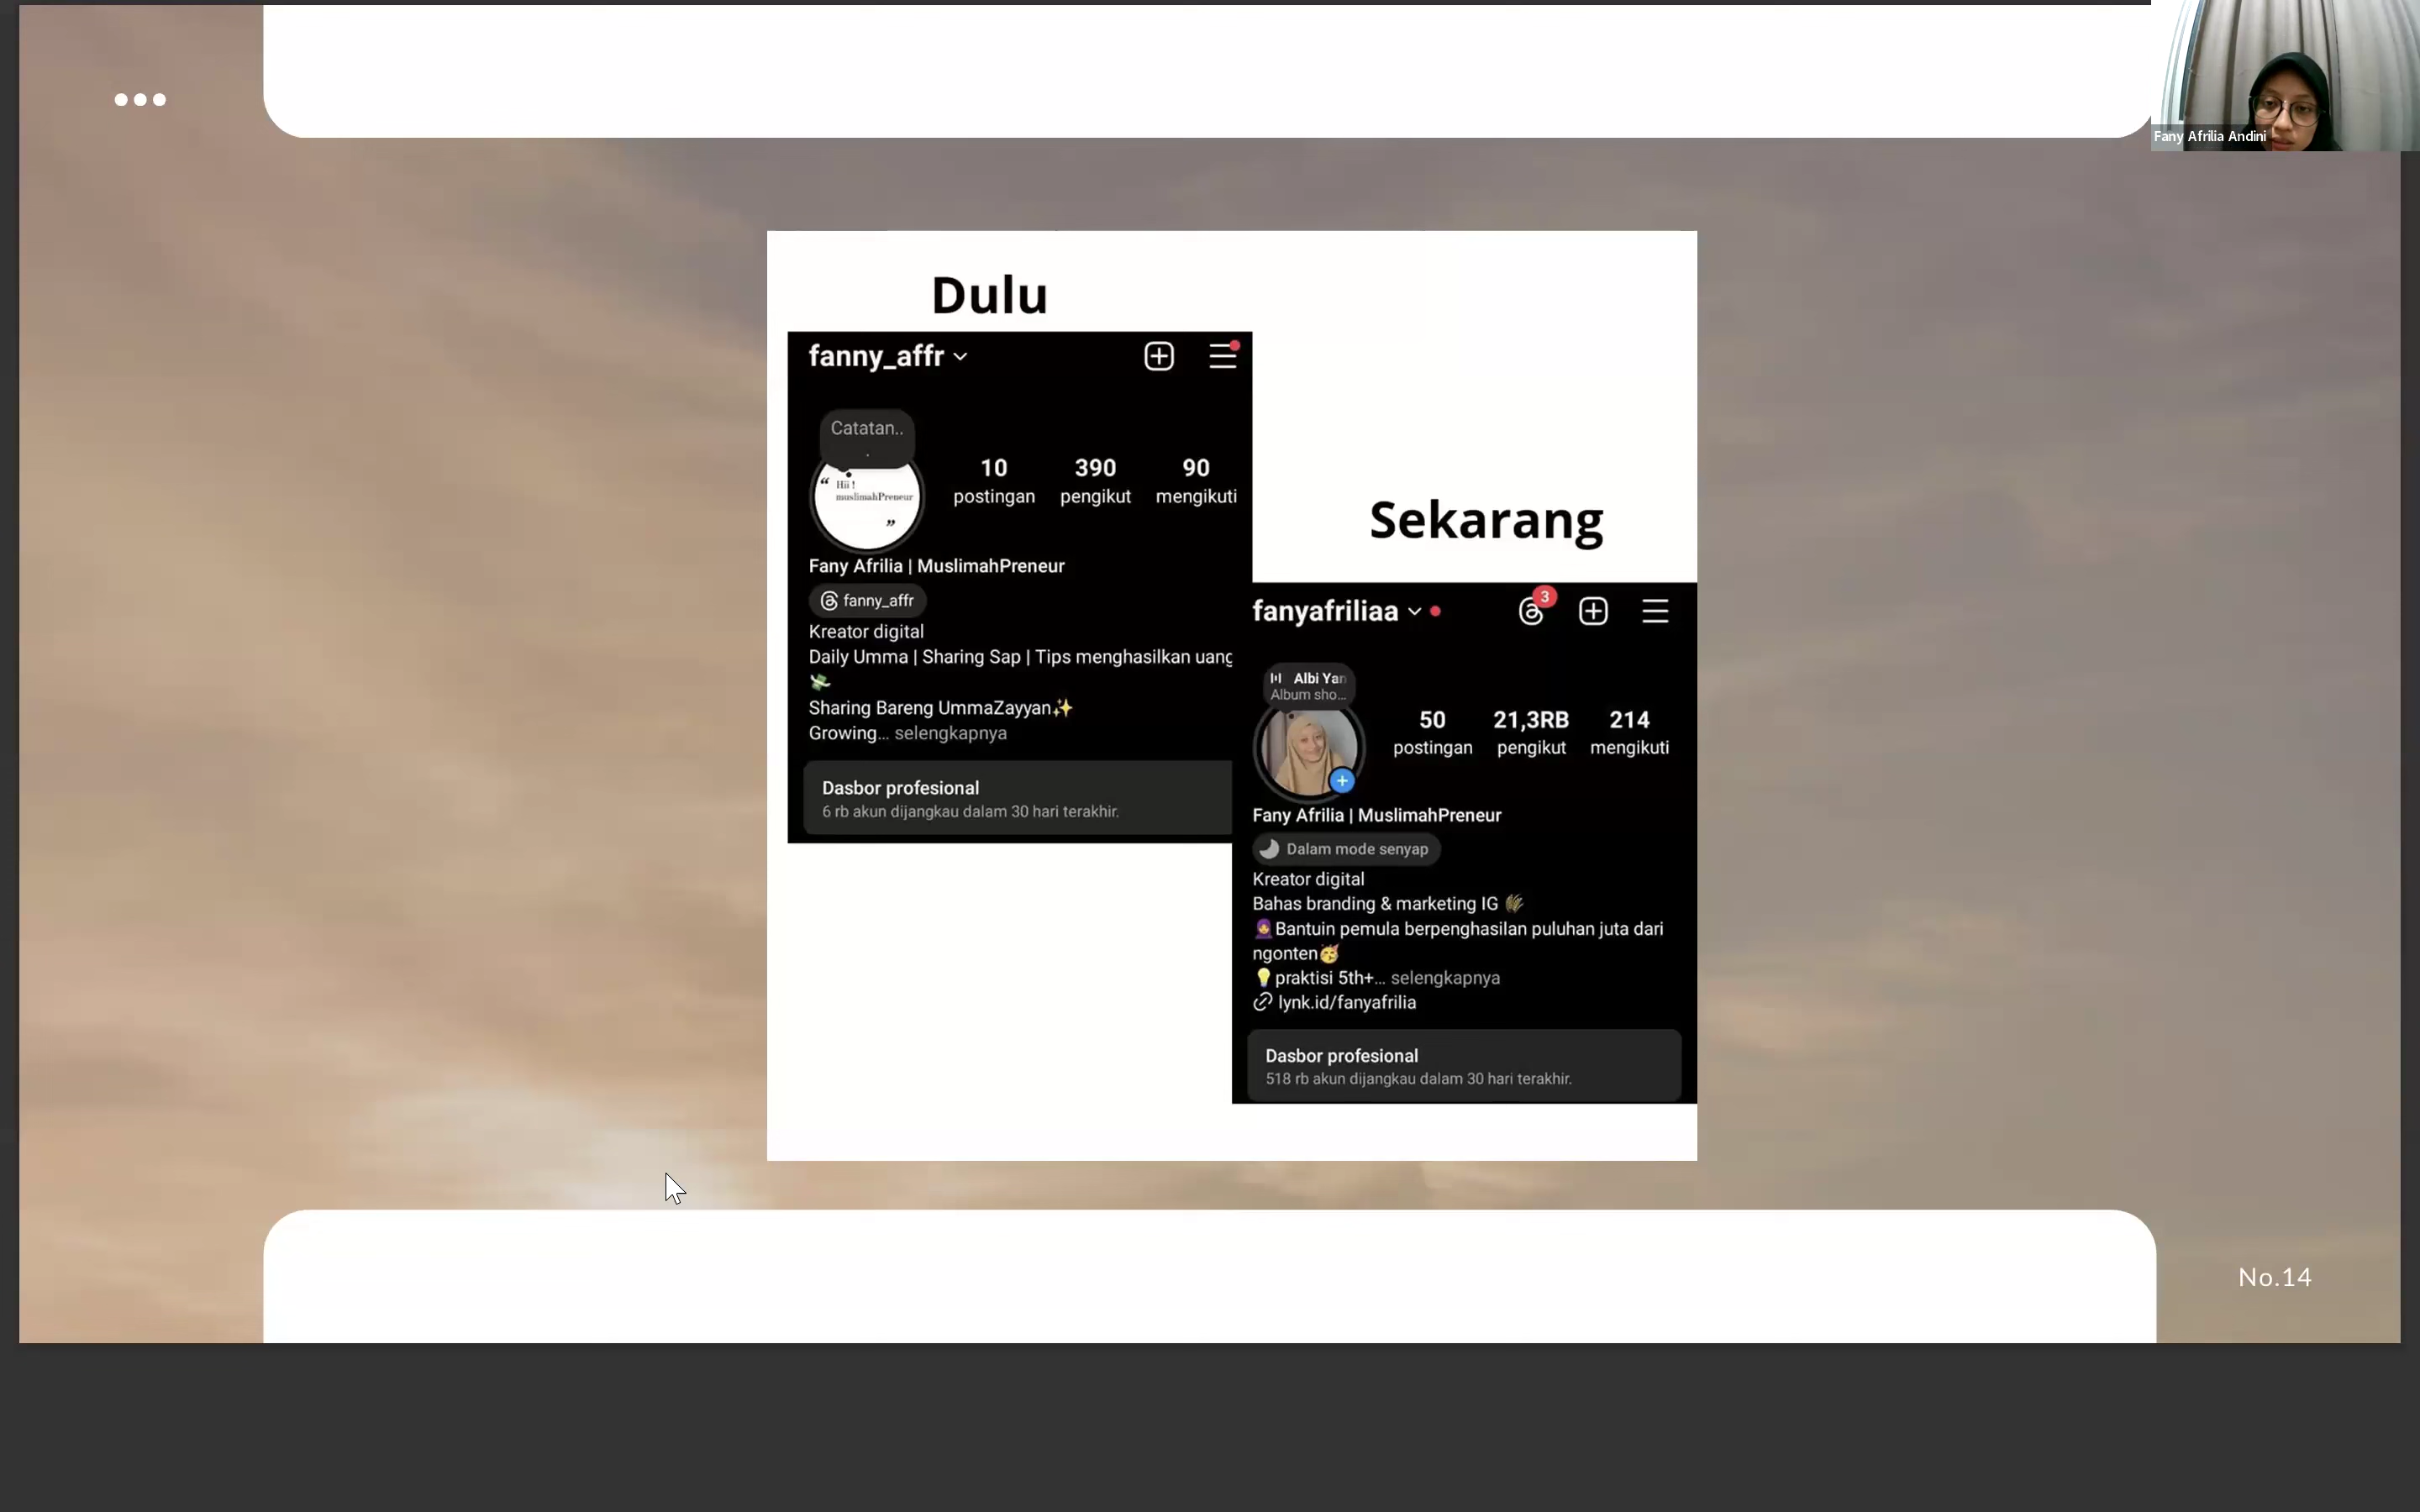 Fany Afrilia Andini
Dulu
fanny_affr
Catatan..
.
“ Hii !
muslimahPreneur
”
10 390 90
postingan pengikut mengikuti
Fany Afrilia | MuslimahPreneur
fanny_affr
Kreator digital
Daily Umma | Sharing Sap | Tips menghasilkan uang
💸
Sharing Bareng UmmaZayyan✨
Growing... selengkapnya
Dasbor profesional
6 rb akun dijangkau dalam 30 hari terakhir.
Sekarang
fanyafriliaa
3
Albi Yan
Album sho...
50 21,3RB 214
postingan pengikut mengikuti
Fany Afrilia | MuslimahPreneur
Dalam mode senyap
Kreator digital
Bahas branding & marketing IG 🌾
🧕Bantuin pemula berpenghasilan puluhan juta dari
ngonten🥳
💡praktisi 5th+... selengkapnya
lynk.id/fanyafrilia
Dasbor profesional
518 rb akun dijangkau dalam 30 hari terakhir.
No.14